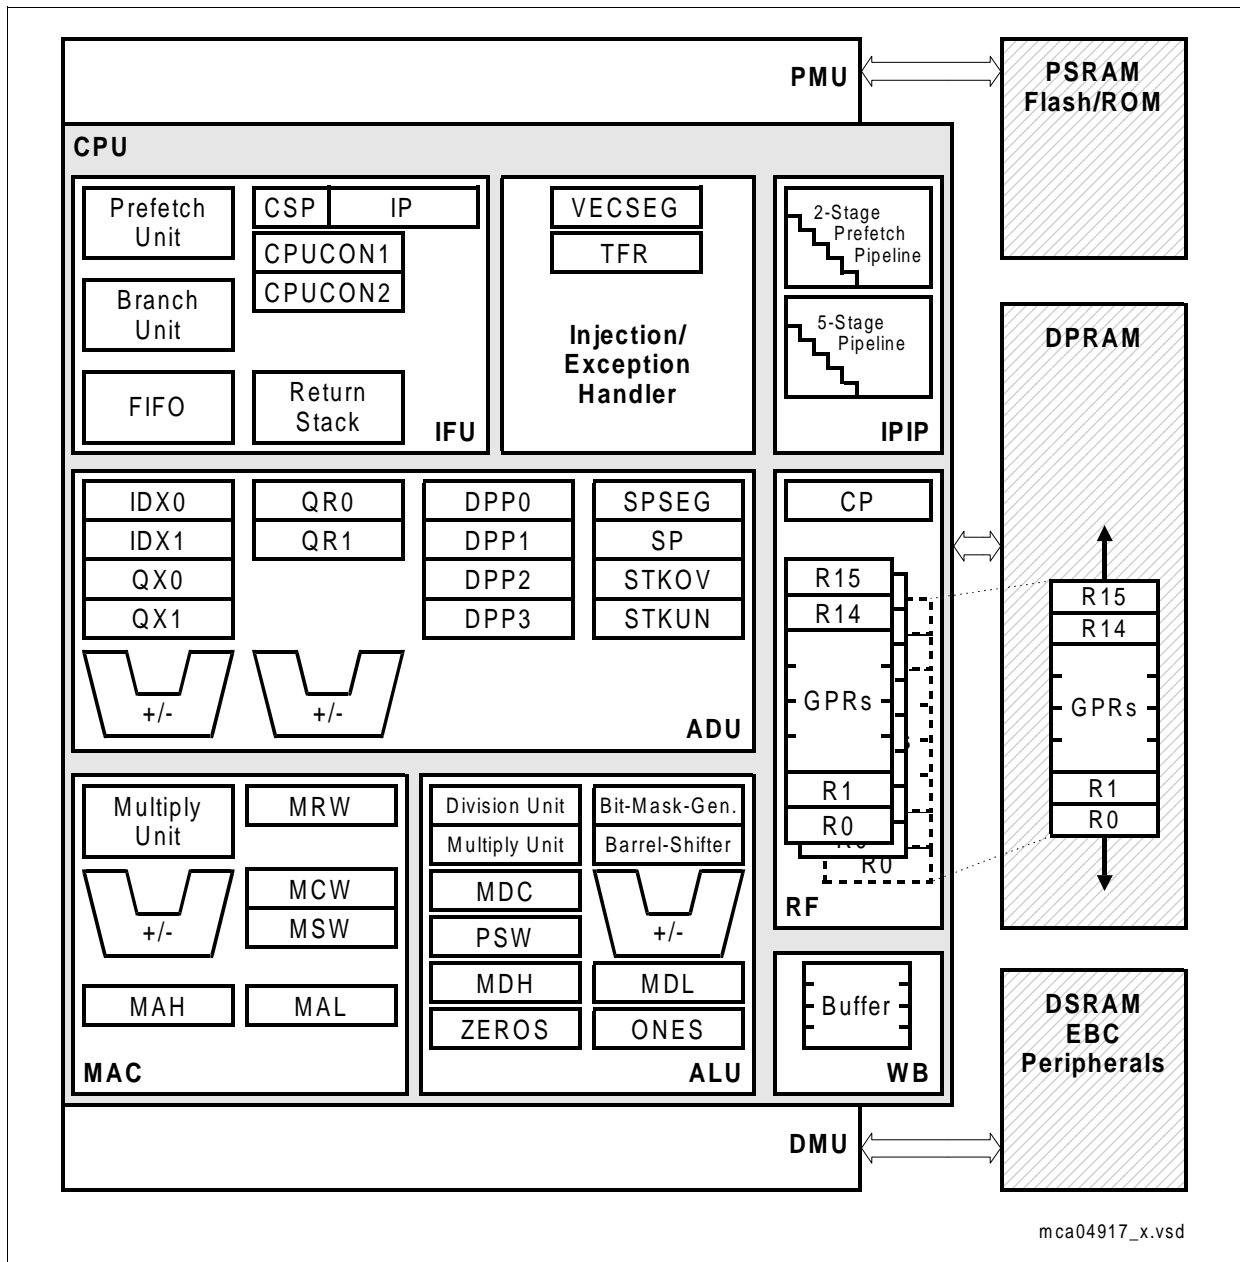 PMU
PSRAM
Flash/ROM
CPU
Prefetch
Unit
CSP
IP
CPUCON1
CPUCON2
Branch
Unit
FIFO
Return
Stack
IFU
VECSEG
TFR
Injection/
Exception
Handler
2-Stage
Prefetch
Pipeline
5-Stage
Pipeline
IPIP
DPRAM
IDX0
IDX1
QX0
QX1
+/-
QR0
QR1
+/-
DPP0
DPP1
DPP2
DPP3
SPSEG
SP
STKOV
STKUN
ADU
CP
R15
R14
GPRs
R1
R0
R0
RF
R15
R14
GPRs
R1
R0
Multiply
Unit
MRW
+/-
MCW
MSW
MAH
MAL
MAC
Division Unit
Bit-Mask-Gen.
Multiply Unit
Barrel-Shifter
MDC
PSW
+/-
MDH
MDL
ZEROS
ONES
ALU
Buffer
WB
DSRAM
EBC
Peripherals
DMU
mca04917_x.vsd